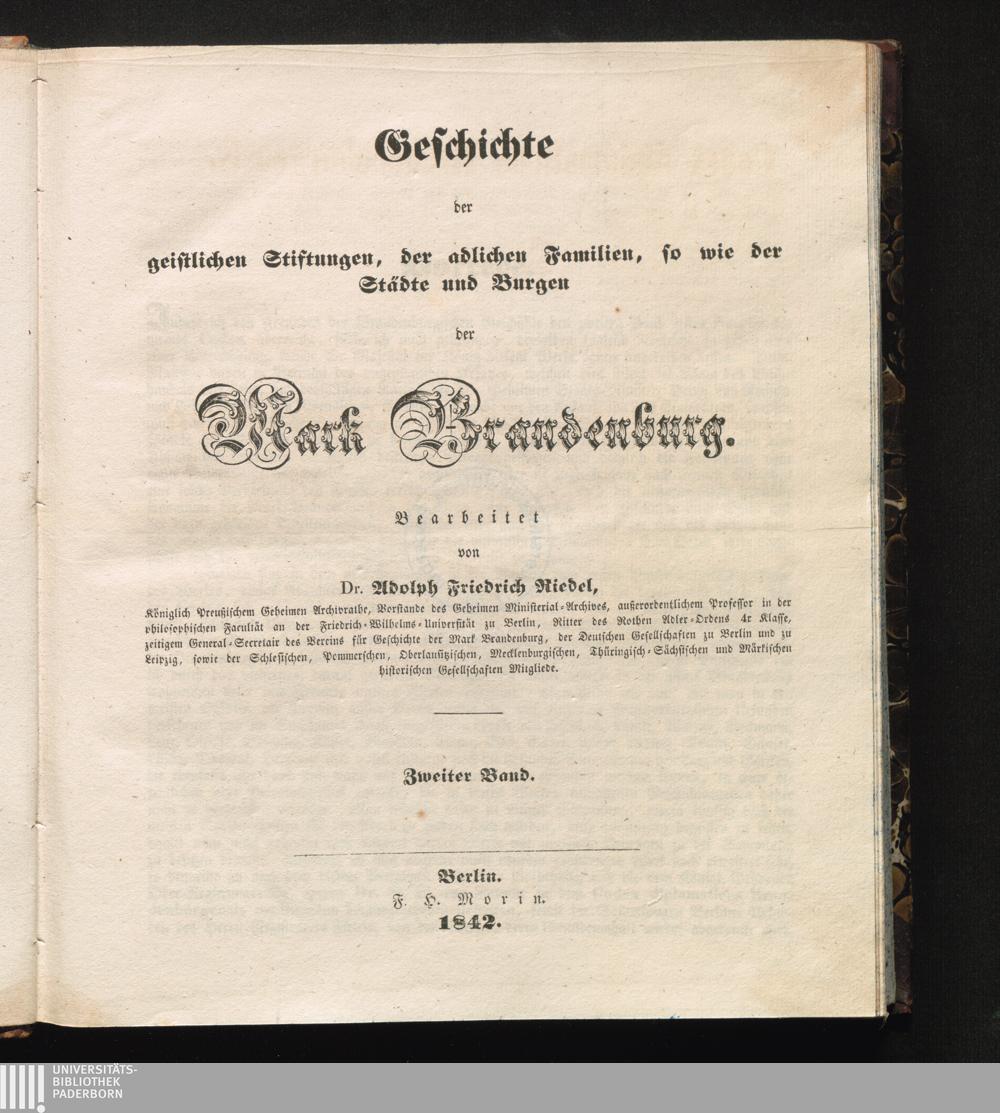 Geschichte
der
geistlichen Stiftungen, der adlichen Familien, so wie der
Städte und Burgen
der
Mark Brandenburg.
Bearbeitet
von
Dr. Adolph Friedrich Riedel,
Königlich Preußischem Geheimen Archivrathe, Vorstande des Geheimen Ministerial-Archives, außerordentlichem Professor in der
philosophischen Facultät an der Friedrich-Wilhelms-Universität zu Berlin, Ritter des Rothen Adler-Ordens 4r Klasse,
zeitigem General-Secretair des Vereins für Geschichte der Mark Brandenburg, der Deutschen Gesellschaften zu Berlin und zu
Leipzig, sowie der Schlesischen, Pommerschen, Oberlausitzischen, Mecklenburgischen, Thüringisch-Sächsischen und Märkischen
historischen Gesellschaften Mitgliede.
Zweiter Band.
Berlin.
F. H. Morin.
1842.
UNIVERSITÄTS-
BIBLIOTHEK
PADERBORN